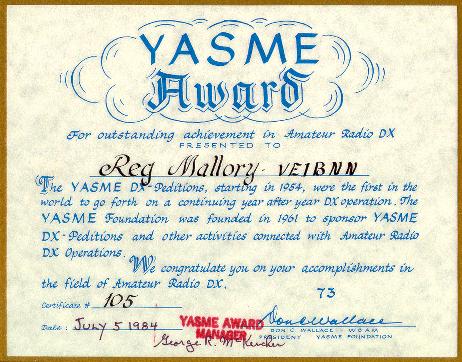 YASME
Award
For outstanding achievement in Amateur Radio DX
PRESENTED TO
Reg Mallory - VE1BNN
The YASME DX-Peditions, starting in 1954, were the first in the
world to go forth on a continuing year after year DX operation. The
YASME Foundation was founded in 1961 to sponsor YASME
DX-Peditions and other activities connected with Amateur Radio
DX Operations.
We congratulate you on your accomplishments in
the field of Amateur Radio DX.
73
Certificate # 105
Date: JULY 5 1984
YASME AWARD
MANAGER
George R. McKercher
Don C Wallace
DON C. WALLACE - W6AM
PRESIDENT YASME FOUNDATION